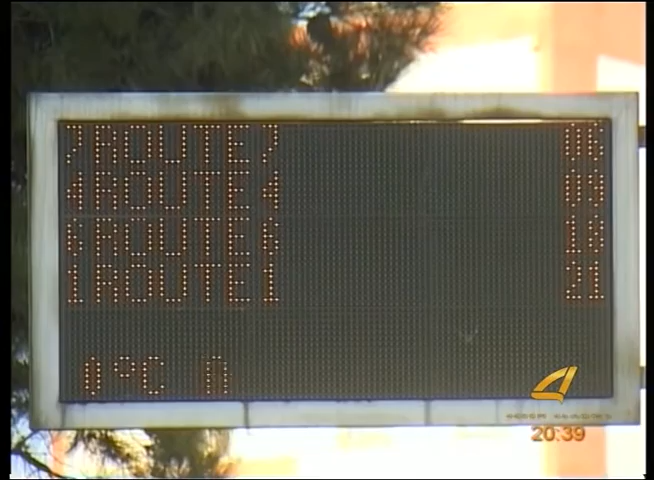 7 ROUTE 7 06
4 ROUTE 4 09
6 ROUTE 6 18
1 ROUTE 1 21
0°C
20:39